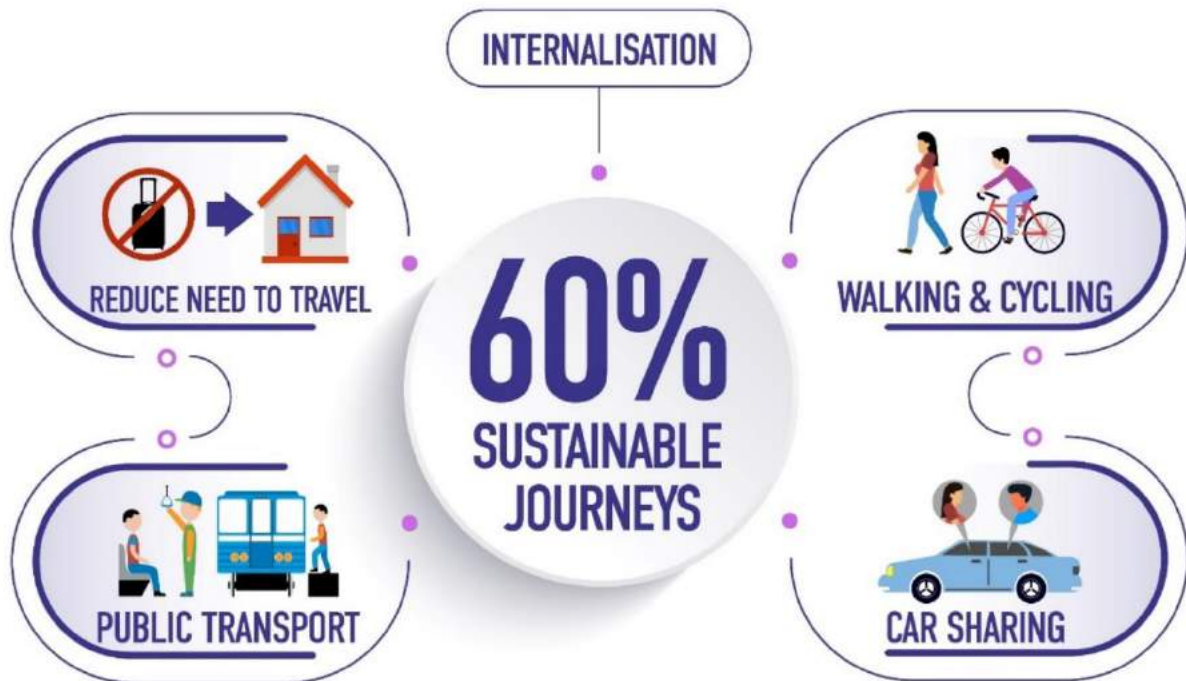 INTERNALISATION
REDUCE NEED TO TRAVEL
WALKING & CYCLING
60%
SUSTAINABLE
JOURNEYS
PUBLIC TRANSPORT
CAR SHARING